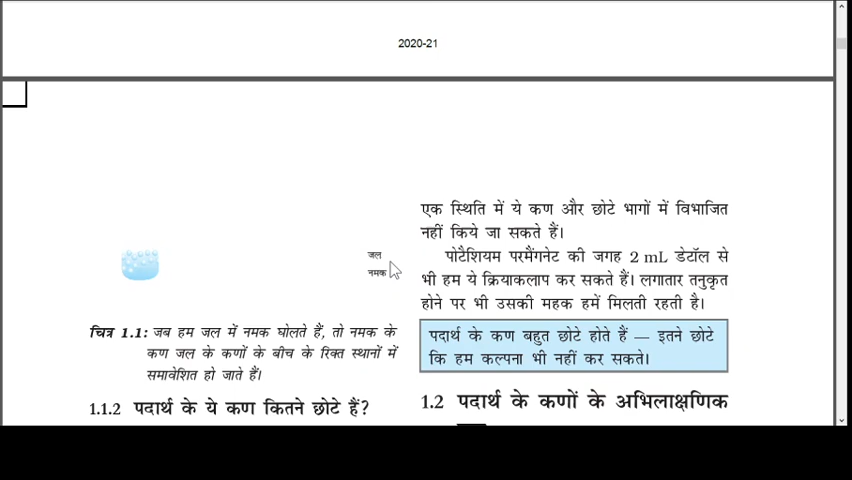 2020-21
जल
नमक
चित्र 1.1: जब हम जल में नमक घोलते हैं, तो नमक के
कण जल के कणों के बीच के रिक्त स्थानों में
समावेशित हो जाते हैं।
1.1.2 पदार्थ के ये कण कितने छोटे हैं?
एक स्थिति में ये कण और छोटे भागों में विभाजित
नहीं किये जा सकते हैं।
पोटैशियम परमैंगनेट की जगह 2 mL डेटॉल से
भी हम ये क्रियाकलाप कर सकते हैं। लगातार तनुकृत
होने पर भी उसकी महक हमें मिलती रहती है।
पदार्थ के कण बहुत छोटे होते हैं — इतने छोटे
कि हम कल्पना भी नहीं कर सकते।
1.2 पदार्थ के कणों के अभिलाक्षणिक